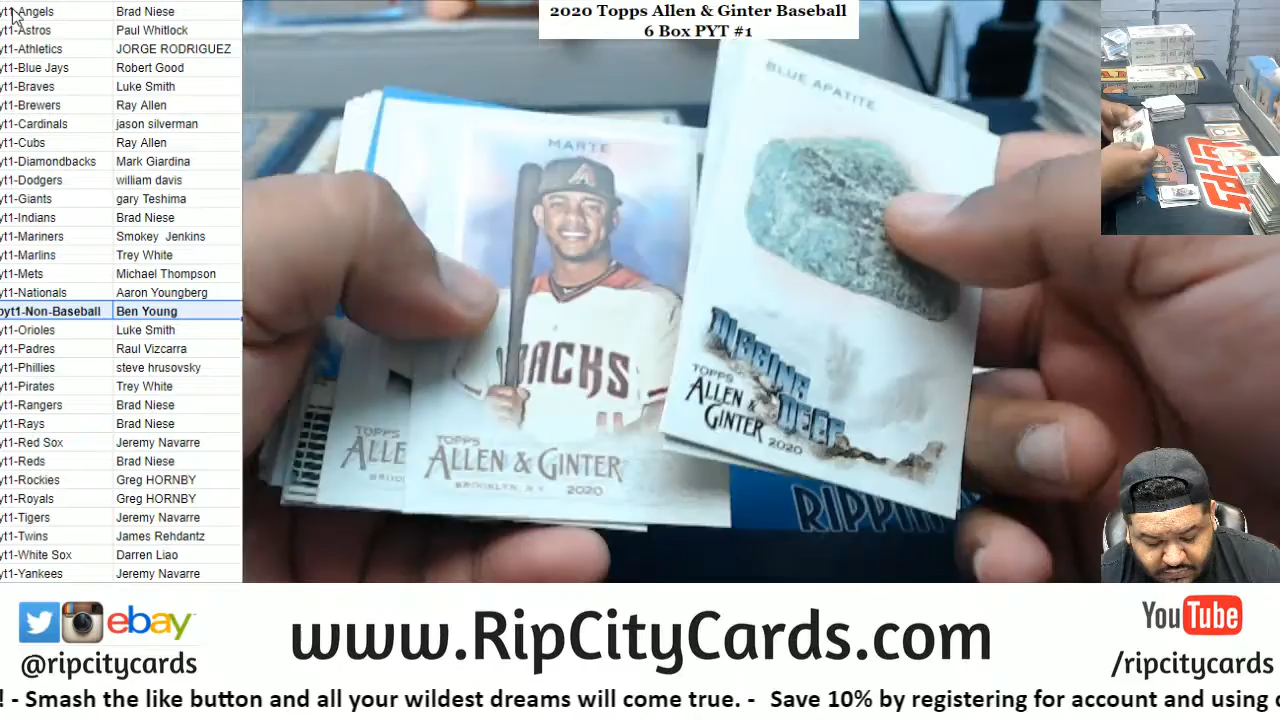 2020 Topps Allen & Ginter Baseball
6 Box PYT #1
yt1-Angels Brad Niese
yt1-Astros Paul Whitlock
yt1-Athletics JORGE RODRIGUEZ
yt1-Blue Jays Robert Good
yt1-Braves Luke Smith
yt1-Brewers Ray Allen
yt1-Cardinals jason silverman
yt1-Cubs Ray Allen
yt1-Diamondbacks Mark Giardina
yt1-Dodgers william davis
yt1-Giants gary Teshima
yt1-Indians Brad Niese
yt1-Mariners Smokey Jenkins
yt1-Marlins Trey White
yt1-Mets Michael Thompson
yt1-Nationals Aaron Youngberg
pyt1-Non-Baseball Ben Young
yt1-Orioles Luke Smith
yt1-Padres Raul Vizcarra
yt1-Phillies steve hrusovsky
yt1-Pirates Trey White
yt1-Rangers Brad Niese
yt1-Rays Brad Niese
yt1-Red Sox Jeremy Navarre
yt1-Reds Brad Niese
yt1-Rockies Greg HORNBY
yt1-Royals Greg HORNBY
yt1-Tigers Jeremy Navarre
yt1-Twins James Rehdantz
yt1-White Sox Darren Liao
yt1-Yankees Jeremy Navarre
MARTE
A
BACKS
TOPPS
ALLEN & GINTER
BROOKLYN, N.Y. 2020
TOPPS
ALLE
BLUE APATITE
DIGGING
DEEP
TOPPS
ALLEN &
GINTER
2020
RIPPIN
TOPPS
ebay
@ripcitycards
www.RipCityCards.com
YouTube
/ripcitycards
! - Smash the like button and all your wildest dreams will come true. - Save 10% by registering for account and using